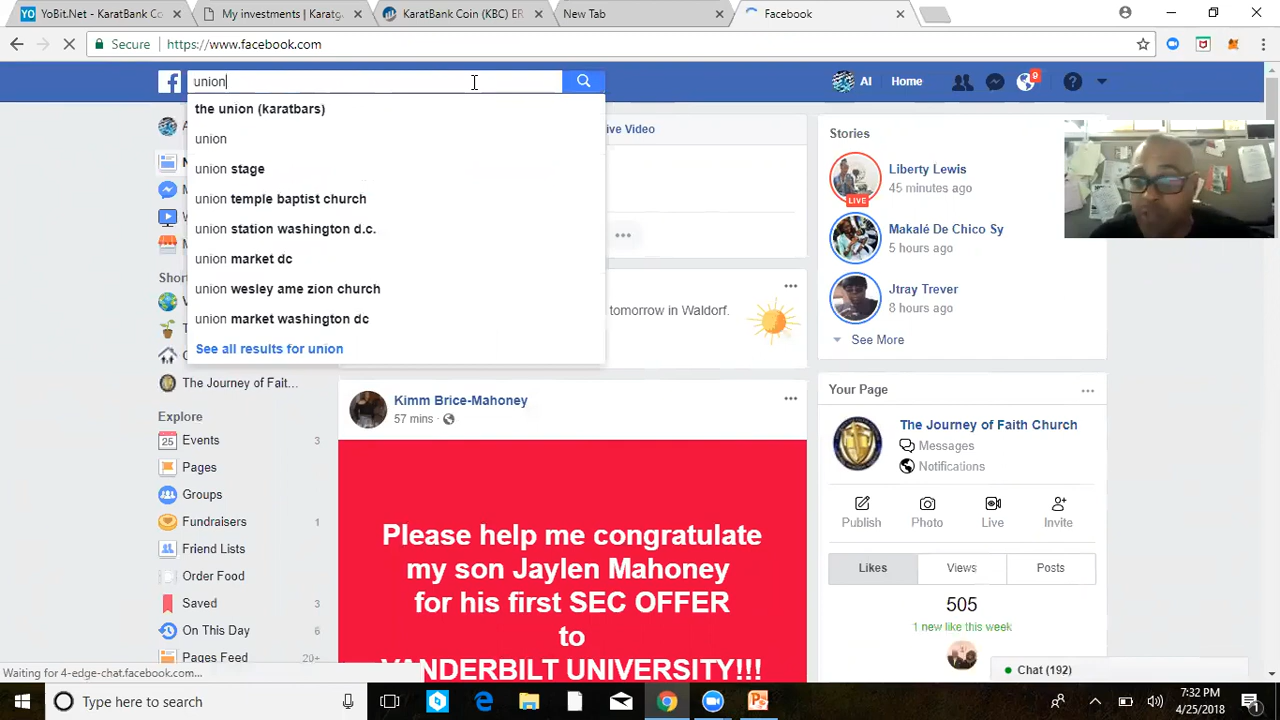 YoBit.Net - KaratBank Co
My investments | Karatg
KaratBank Coin (KBC) ER
New Tab
Facebook
Secure
https://www.facebook.com
union
Al
Home
9
the union (karatbars)
union
union stage
union temple baptist church
union station washington d.c.
union market dc
union wesley ame zion church
union market washington dc
See all results for union
ive Video
tomorrow in Waldorf.
Stories
Liberty Lewis
45 minutes ago
LIVE
Makalé De Chico Sy
5 hours ago
Jtray Trever
8 hours ago
See More
Shor
The Journey of Fait...
Explore
25 Events 3
Pages
Groups
Fundraisers 1
Friend Lists
Order Food
Saved 3
On This Day 6
Pages Feed 20+
Kimm Brice-Mahoney
57 mins
Please help me congratulate
my son Jaylen Mahoney
for his first SEC OFFER
to
VANDERBILT UNIVERSITY!!!
Your Page
The Journey of Faith Church
Messages
Notifications
Publish
Photo
Live
Invite
Likes
Views
Posts
505
1 new like this week
Chat (192)
Waiting for 4-edge-chat.facebook.com...
Type here to search
7:32 PM
4/25/2018
1